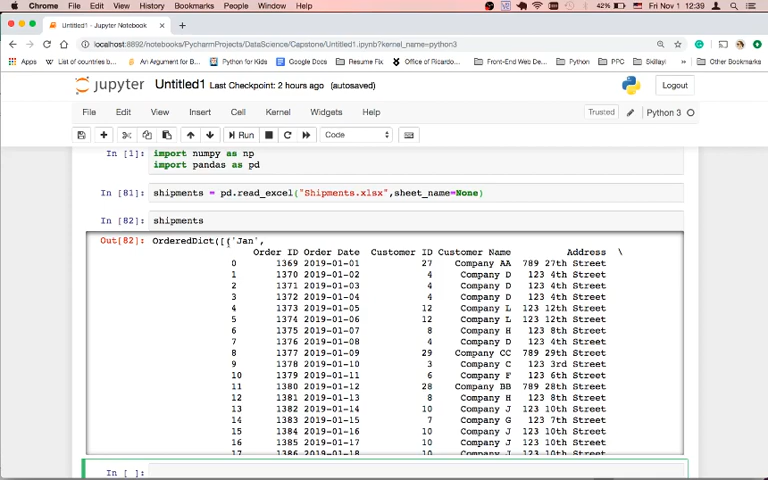 Chrome File Edit View History Bookmarks People Window Help 42% Fri Nov 1 12:39
Untitled1 - Jupyter Notebook
localhost:8892/notebooks/PycharmProjects/DataScience/Capstone/Untitled1.ipynb?kernel_name=python3
Apps List of countries b... An Argument for B... Python for Kids Google Docs Resume Fix Office of Ricardo... Front-End Web De... Python PPC Skillayi Other Bookmarks
jupyter Untitled1 Last Checkpoint: 2 hours ago (autosaved) Logout
File Edit View Insert Cell Kernel Widgets Help Trusted Python 3
Run Code
In [1]: import numpy as np
import pandas as pd
In [81]: shipments = pd.read_excel("Shipments.xlsx",sheet_name=None)
In [82]: shipments
Out[82]: OrderedDict([('Jan',
Order ID Order Date Customer ID Customer Name Address \
0 1369 2019-01-01 27 Company AA 789 27th Street
1 1370 2019-01-02 4 Company D 123 4th Street
2 1371 2019-01-03 4 Company D 123 4th Street
3 1372 2019-01-04 4 Company D 123 4th Street
4 1373 2019-01-05 12 Company L 123 12th Street
5 1374 2019-01-06 12 Company L 123 12th Street
6 1375 2019-01-07 8 Company H 123 8th Street
7 1376 2019-01-08 4 Company D 123 4th Street
8 1377 2019-01-09 29 Company CC 789 29th Street
9 1378 2019-01-10 3 Company C 123 3rd Street
10 1379 2019-01-11 6 Company F 123 6th Street
11 1380 2019-01-12 28 Company BB 789 28th Street
12 1381 2019-01-13 8 Company H 123 8th Street
13 1382 2019-01-14 10 Company J 123 10th Street
14 1383 2019-01-15 7 Company G 123 7th Street
15 1384 2019-01-16 10 Company J 123 10th Street
16 1385 2019-01-17 10 Company J 123 10th Street
17 1386 2019-01-18 10 Company J 123 10th Street
In [ ]: